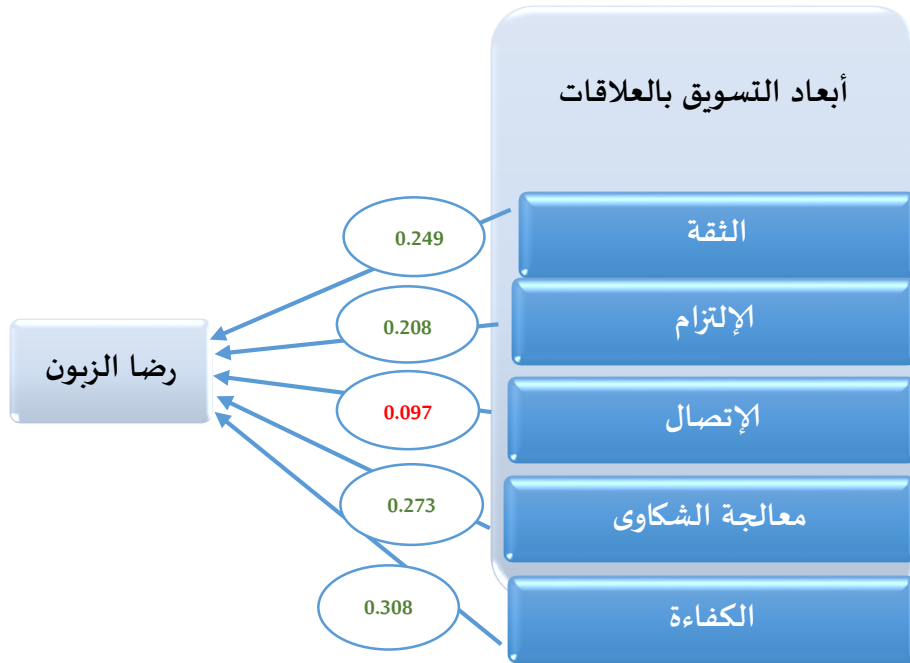 أبعاد التسويق بالعلاقات
الثقة
0.249
الإلتزام
0.208
رضا الزبون
الإتصال
0.097
معالجة الشكاوى
0.273
الكفاءة
0.308